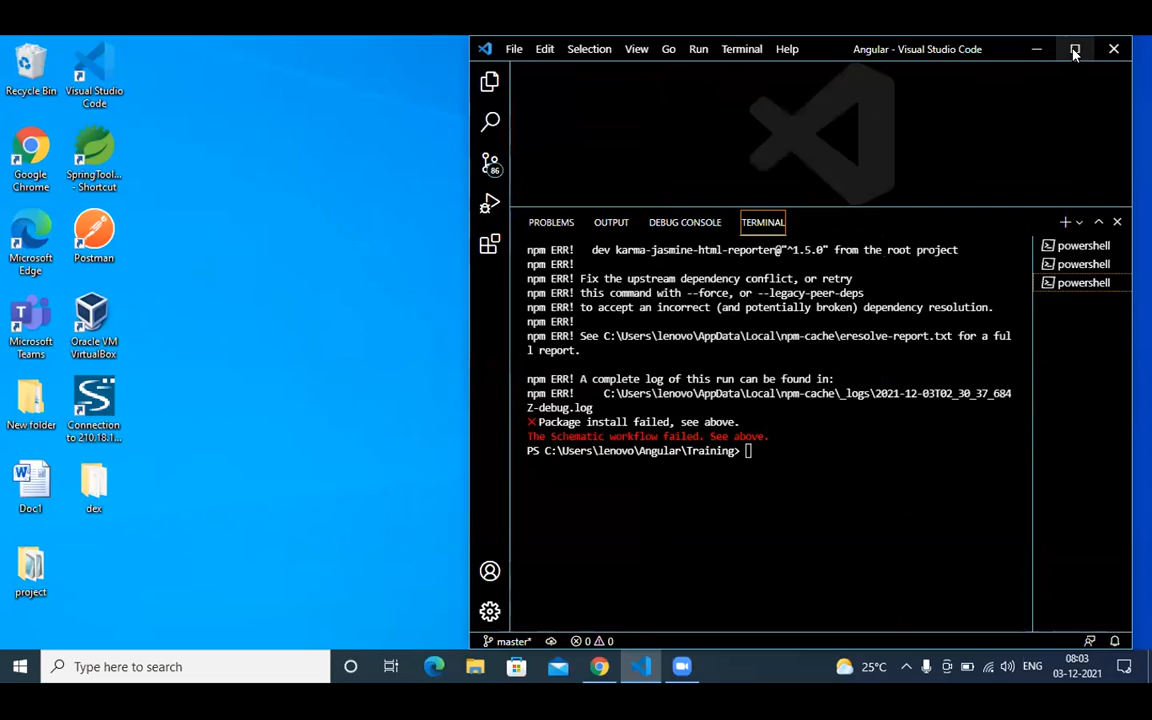 Recycle Bin
Visual Studio
Code
Google
Chrome
SpringTool...
- Shortcut
Microsoft
Edge
Postman
Microsoft
Teams
Oracle VM
VirtualBox
New folder
Connection
to 210.18.1...
Doc1
dex
project
File Edit Selection View Go Run Terminal Help Angular - Visual Studio Code
86
PROBLEMS OUTPUT DEBUG CONSOLE TERMINAL
npm ERR!   dev karma-jasmine-html-reporter@"^1.5.0" from the root project
npm ERR!
npm ERR! Fix the upstream dependency conflict, or retry
npm ERR! this command with --force, or --legacy-peer-deps
npm ERR! to accept an incorrect (and potentially broken) dependency resolution.
npm ERR!
npm ERR! See C:\Users\lenovo\AppData\Local\npm-cache\eresolve-report.txt for a ful
l report.
npm ERR! A complete log of this run can be found in:
npm ERR!     C:\Users\lenovo\AppData\Local\npm-cache\_logs\2021-12-03T02_30_37_684
Z-debug.log
Package install failed, see above.
The Schematic workflow failed. See above.
PS C:\Users\lenovo\Angular\Training>
powershell
powershell
powershell
master* 0 0
Type here to search
25°C ENG
08:03
03-12-2021